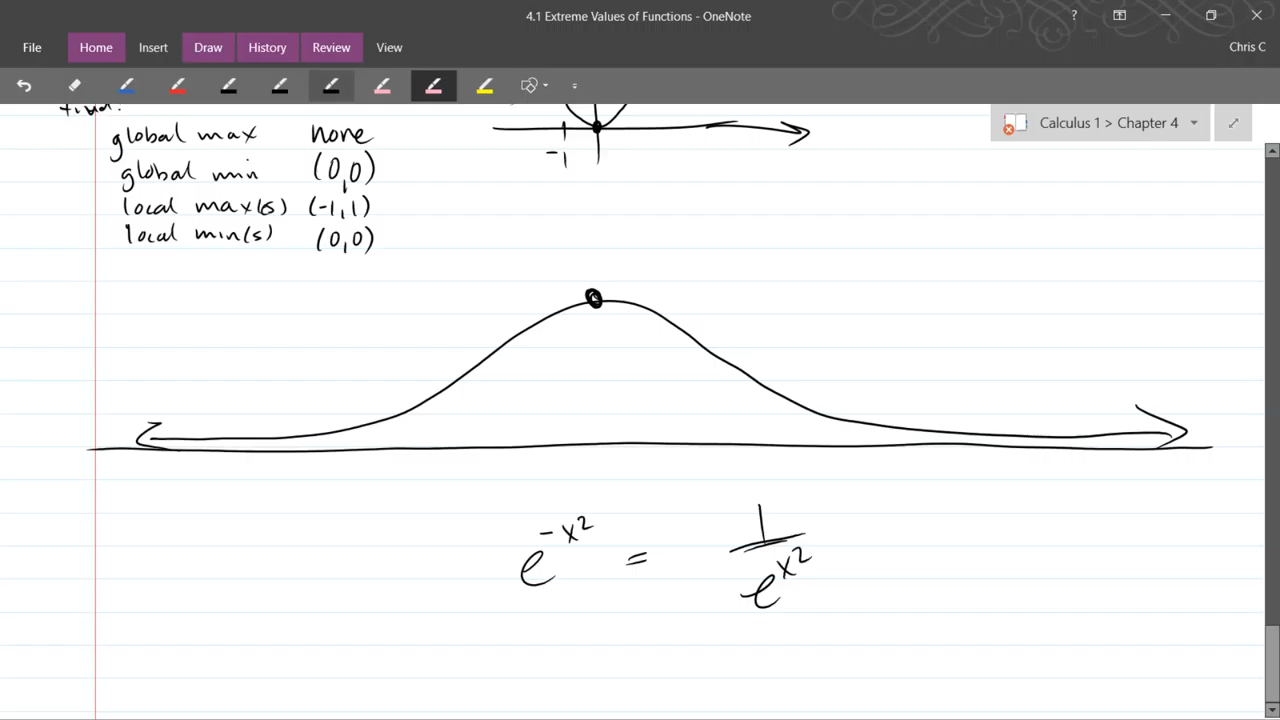 4.1 Extreme Values of Functions - OneNote
File Home Insert Draw History Review View Chris C
Calculus 1 > Chapter 4
find:
global max none
global min (0,0)
local max(s) (-1,1)
local min(s) (0,0)
-1
e^{-x^2} = 1/e^{x^2}